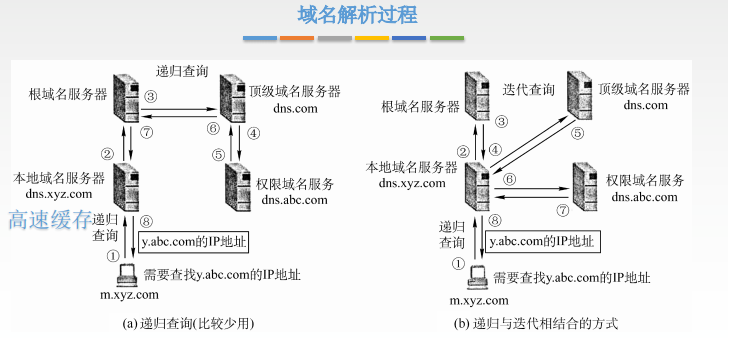 域名解析过程
递归查询
根域名服务器
③
顶级域名服务器
dns.com
⑥
②
⑦
④
⑤
本地域名服务器
dns.xyz.com
权限域名服务
dns.abc.com
高速缓存
递归
查询
⑧
y.abc.com的IP地址
①
需要查找y.abc.com的IP地址
m.xyz.com
(a) 递归查询(比较少用)
迭代查询
根域名服务器
顶级域名服务器
dns.com
③
⑤
②
④
本地域名服务器
dns.xyz.com
⑥
权限域名服务
dns.abc.com
⑦
递归
查询
⑧
y.abc.com的IP地址
①
需要查找y.abc.com的IP地址
m.xyz.com
(b) 递归与迭代相结合的方式